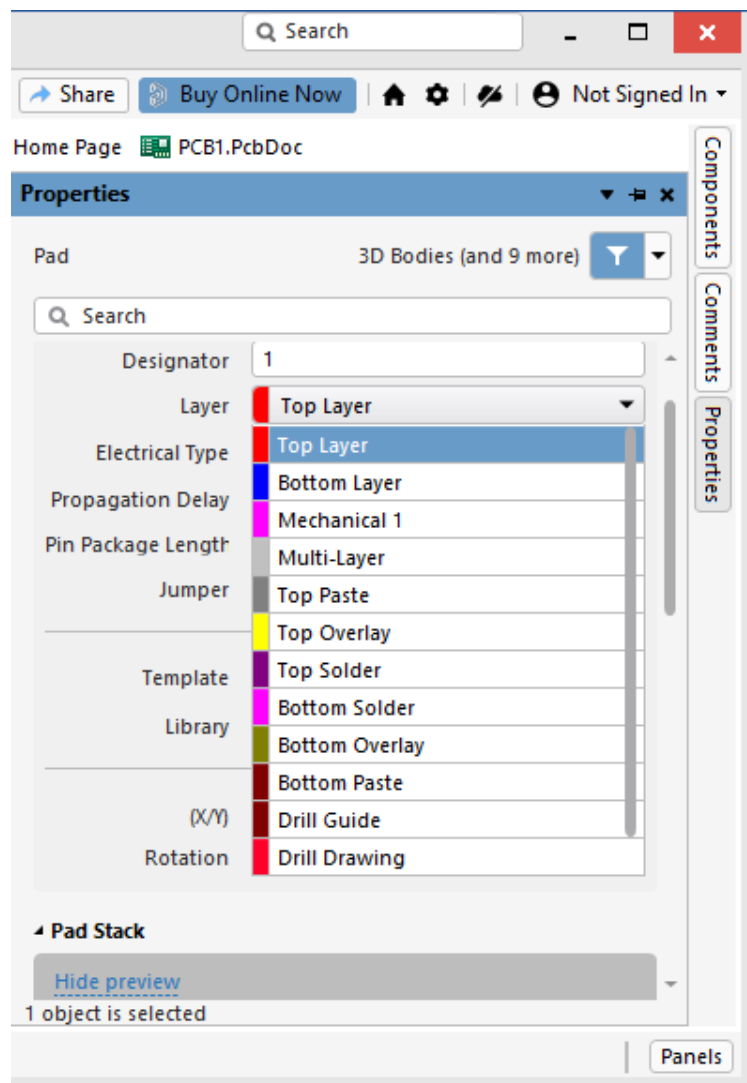 Search
Share Buy Online Now Not Signed In
Home Page PCB1.PcbDoc
Properties
Pad 3D Bodies (and 9 more)
Search
Designator 1
Layer Top Layer
Electrical Type Top Layer
Bottom Layer
Propagation Delay Mechanical 1
Pin Package Length Multi-Layer
Jumper Top Paste
Top Overlay
Template Top Solder
Library Bottom Solder
Bottom Overlay
Bottom Paste
(X/Y) Drill Guide
Rotation Drill Drawing
Pad Stack
Hide preview
1 object is selected
Panels
Components
Comments
Properties